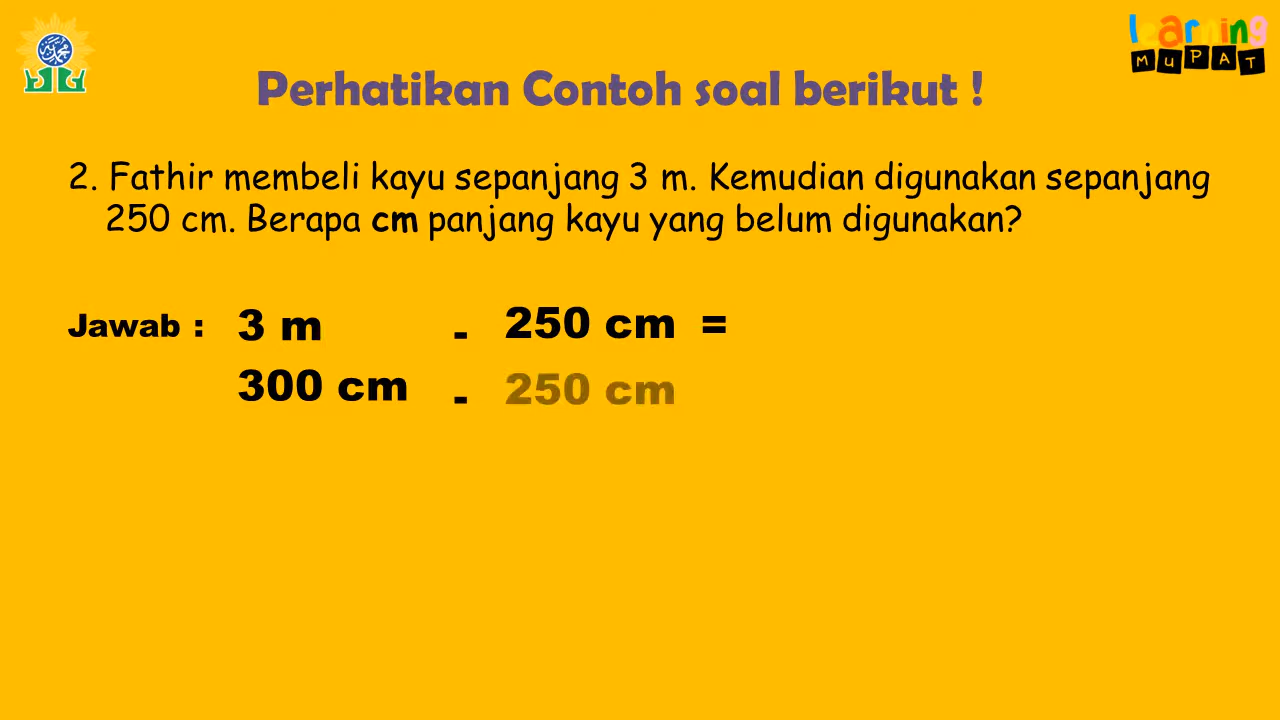 learning
MUPAT
Perhatikan Contoh soal berikut !
2. Fathir membeli kayu sepanjang 3 m. Kemudian digunakan sepanjang
250 cm. Berapa cm panjang kayu yang belum digunakan?
Jawab : 3 m - 250 cm =
300 cm - 250 cm